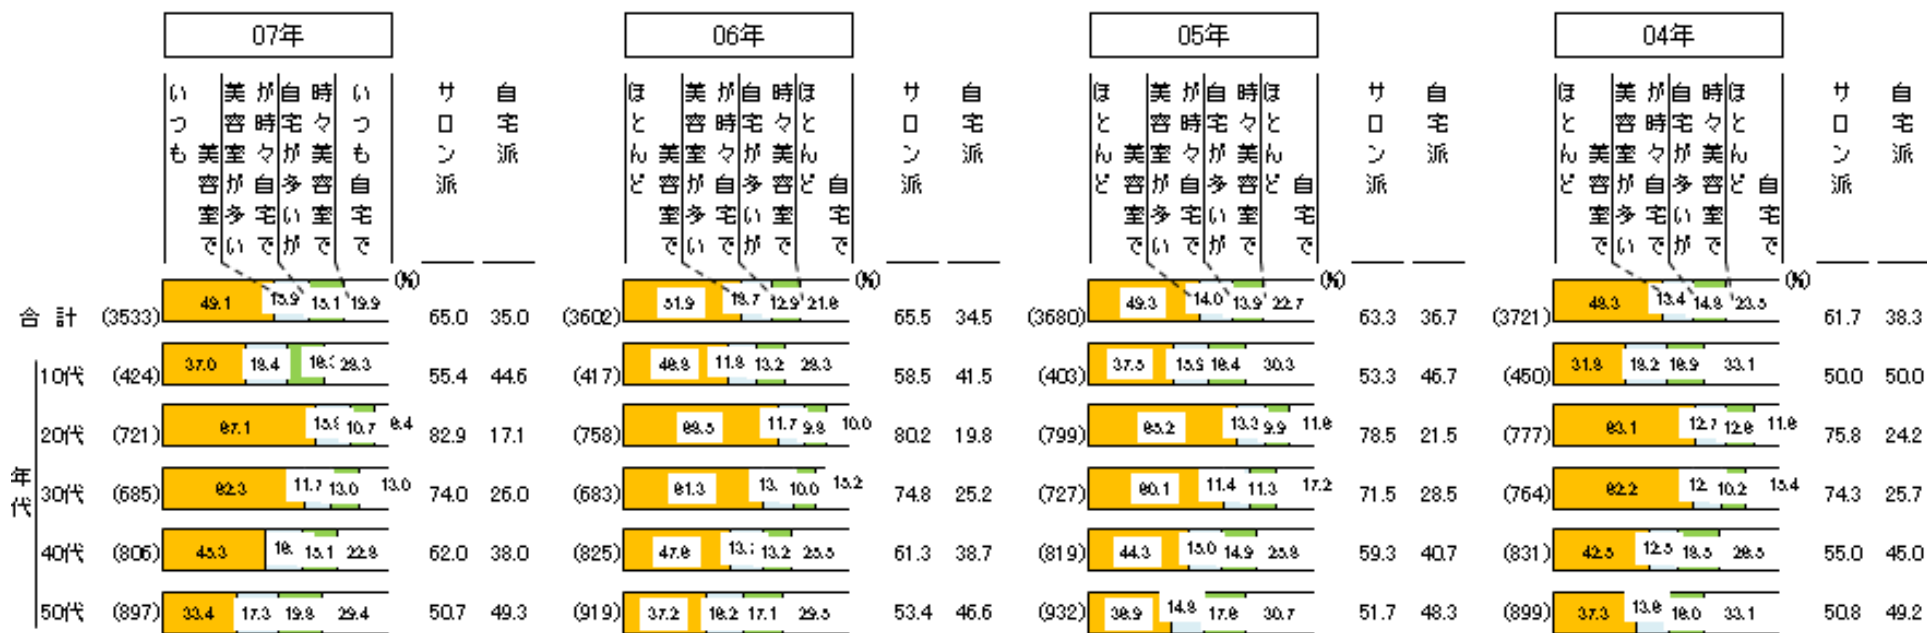 07年 06年 05年 04年
いつも美容室で
美容室が多いが時々自宅で
自宅が多いが時々美容室で
いつも自宅で
サロン派
自宅派
ほとんど美容室で
美容室が多いが時々自宅で
自宅が多いが時々美容室で
ほとんど自宅で
サロン派
自宅派
ほとんど美容室で
美容室が多いが時々自宅で
自宅が多いが時々美容室で
ほとんど自宅で
サロン派
自宅派
ほとんど美容室で
美容室が多いが時々自宅で
自宅が多いが時々美容室で
ほとんど自宅で
サロン派
自宅派
(%) (%) (%) (%)
合計 (3533) 49.1 15.9 15.1 19.9 65.0 35.0 (3602) 51.9 13.7 12.9 21.6 65.5 34.5 (3680) 49.3 14.0 13.9 22.7 63.3 36.7 (3721) 48.3 13.4 14.8 23.5 61.7 38.3
年代
10代 (424) 37.0 18.4 28.3 55.4 44.6 (417) 46.8 11.8 13.2 28.3 58.5 41.5 (403) 37.5 15.9 16.4 30.3 53.3 46.7 (450) 31.8 18.2 16.9 33.1 50.0 50.0
20代 (721) 67.1 10.7 6.4 82.9 17.1 (758) 68.5 11.7 9.8 10.0 80.2 19.8 (799) 65.2 13.3 9.9 11.6 78.5 21.5 (777) 63.1 12.7 12.6 11.6 75.8 24.2
30代 (685) 62.3 11.7 13.0 13.0 74.0 26.0 (683) 61.3 10.0 15.2 74.8 25.2 (727) 60.1 11.4 11.3 17.2 71.5 28.5 (764) 62.2 10.2 15.4 74.3 25.7
40代 (806) 45.3 15.1 22.8 62.0 38.0 (825) 47.6 13.2 25.5 61.3 38.7 (819) 44.3 15.0 14.9 25.8 59.3 40.7 (831) 42.5 12.5 16.5 28.5 55.0 45.0
50代 (897) 33.4 17.3 19.8 29.4 50.7 49.3 (919) 37.2 16.2 17.1 29.5 53.4 46.6 (932) 36.9 14.8 17.6 30.7 51.7 48.3 (899) 37.3 13.6 16.0 33.1 50.8 49.2